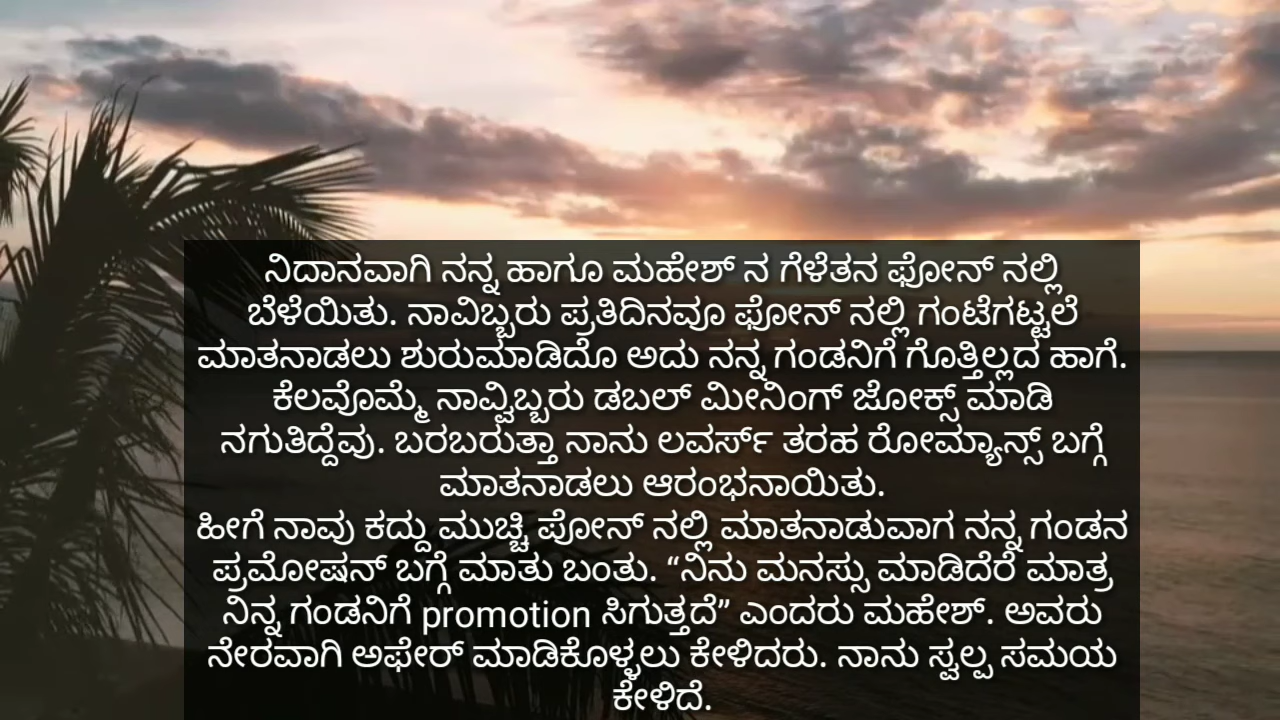 ನಿದಾನವಾಗಿ ನನ್ನ ಹಾಗೂ ಮಹೇಶ್ ನ ಗೆಳೆತನ ಫೋನ್ ನಲ್ಲಿ
ಬೆಳೆಯಿತು. ನಾವಿಬ್ಬರು ಪ್ರತಿದಿನವೂ ಫೋನ್ ನಲ್ಲಿ ಗಂಟೆಗಟ್ಟಲೆ
ಮಾತನಾಡಲು ಶುರುಮಾಡಿದೊ ಅದು ನನ್ನ ಗಂಡನಿಗೆ ಗೊತ್ತಿಲ್ಲದ ಹಾಗೆ.
ಕೆಲವೊಮ್ಮೆ ನಾವ್ವಿಬ್ಬರು ಡಬಲ್ ಮೀನಿಂಗ್ ಜೋಕ್ಸ್ ಮಾಡಿ
ನಗುತಿದ್ದೆವು. ಬರಬರುತ್ತಾ ನಾನು ಲವರ್ಸ್ ತರಹ ರೋಮ್ಯಾನ್ಸ್ ಬಗ್ಗೆ
ಮಾತನಾಡಲು ಆರಂಭನಾಯಿತು.
ಹೀಗೆ ನಾವು ಕದ್ದು ಮುಚ್ಚಿ ಪೋನ್ ನಲ್ಲಿ ಮಾತನಾಡುವಾಗ ನನ್ನ ಗಂಡನ
ಪ್ರಮೋಷನ್ ಬಗ್ಗೆ ಮಾತು ಬಂತು. “ನಿನು ಮನಸ್ಸು ಮಾಡಿದೆರೆ ಮಾತ್ರ
ನಿನ್ನ ಗಂಡನಿಗೆ promotion ಸಿಗುತ್ತದೆ” ಎಂದರು ಮಹೇಶ್. ಅವರು
ನೇರವಾಗಿ ಅಫೇರ್ ಮಾಡಿಕೊಳ್ಳಲು ಕೇಳಿದರು. ನಾನು ಸ್ವಲ್ಪ ಸಮಯ
ಕೇಳಿದೆ.